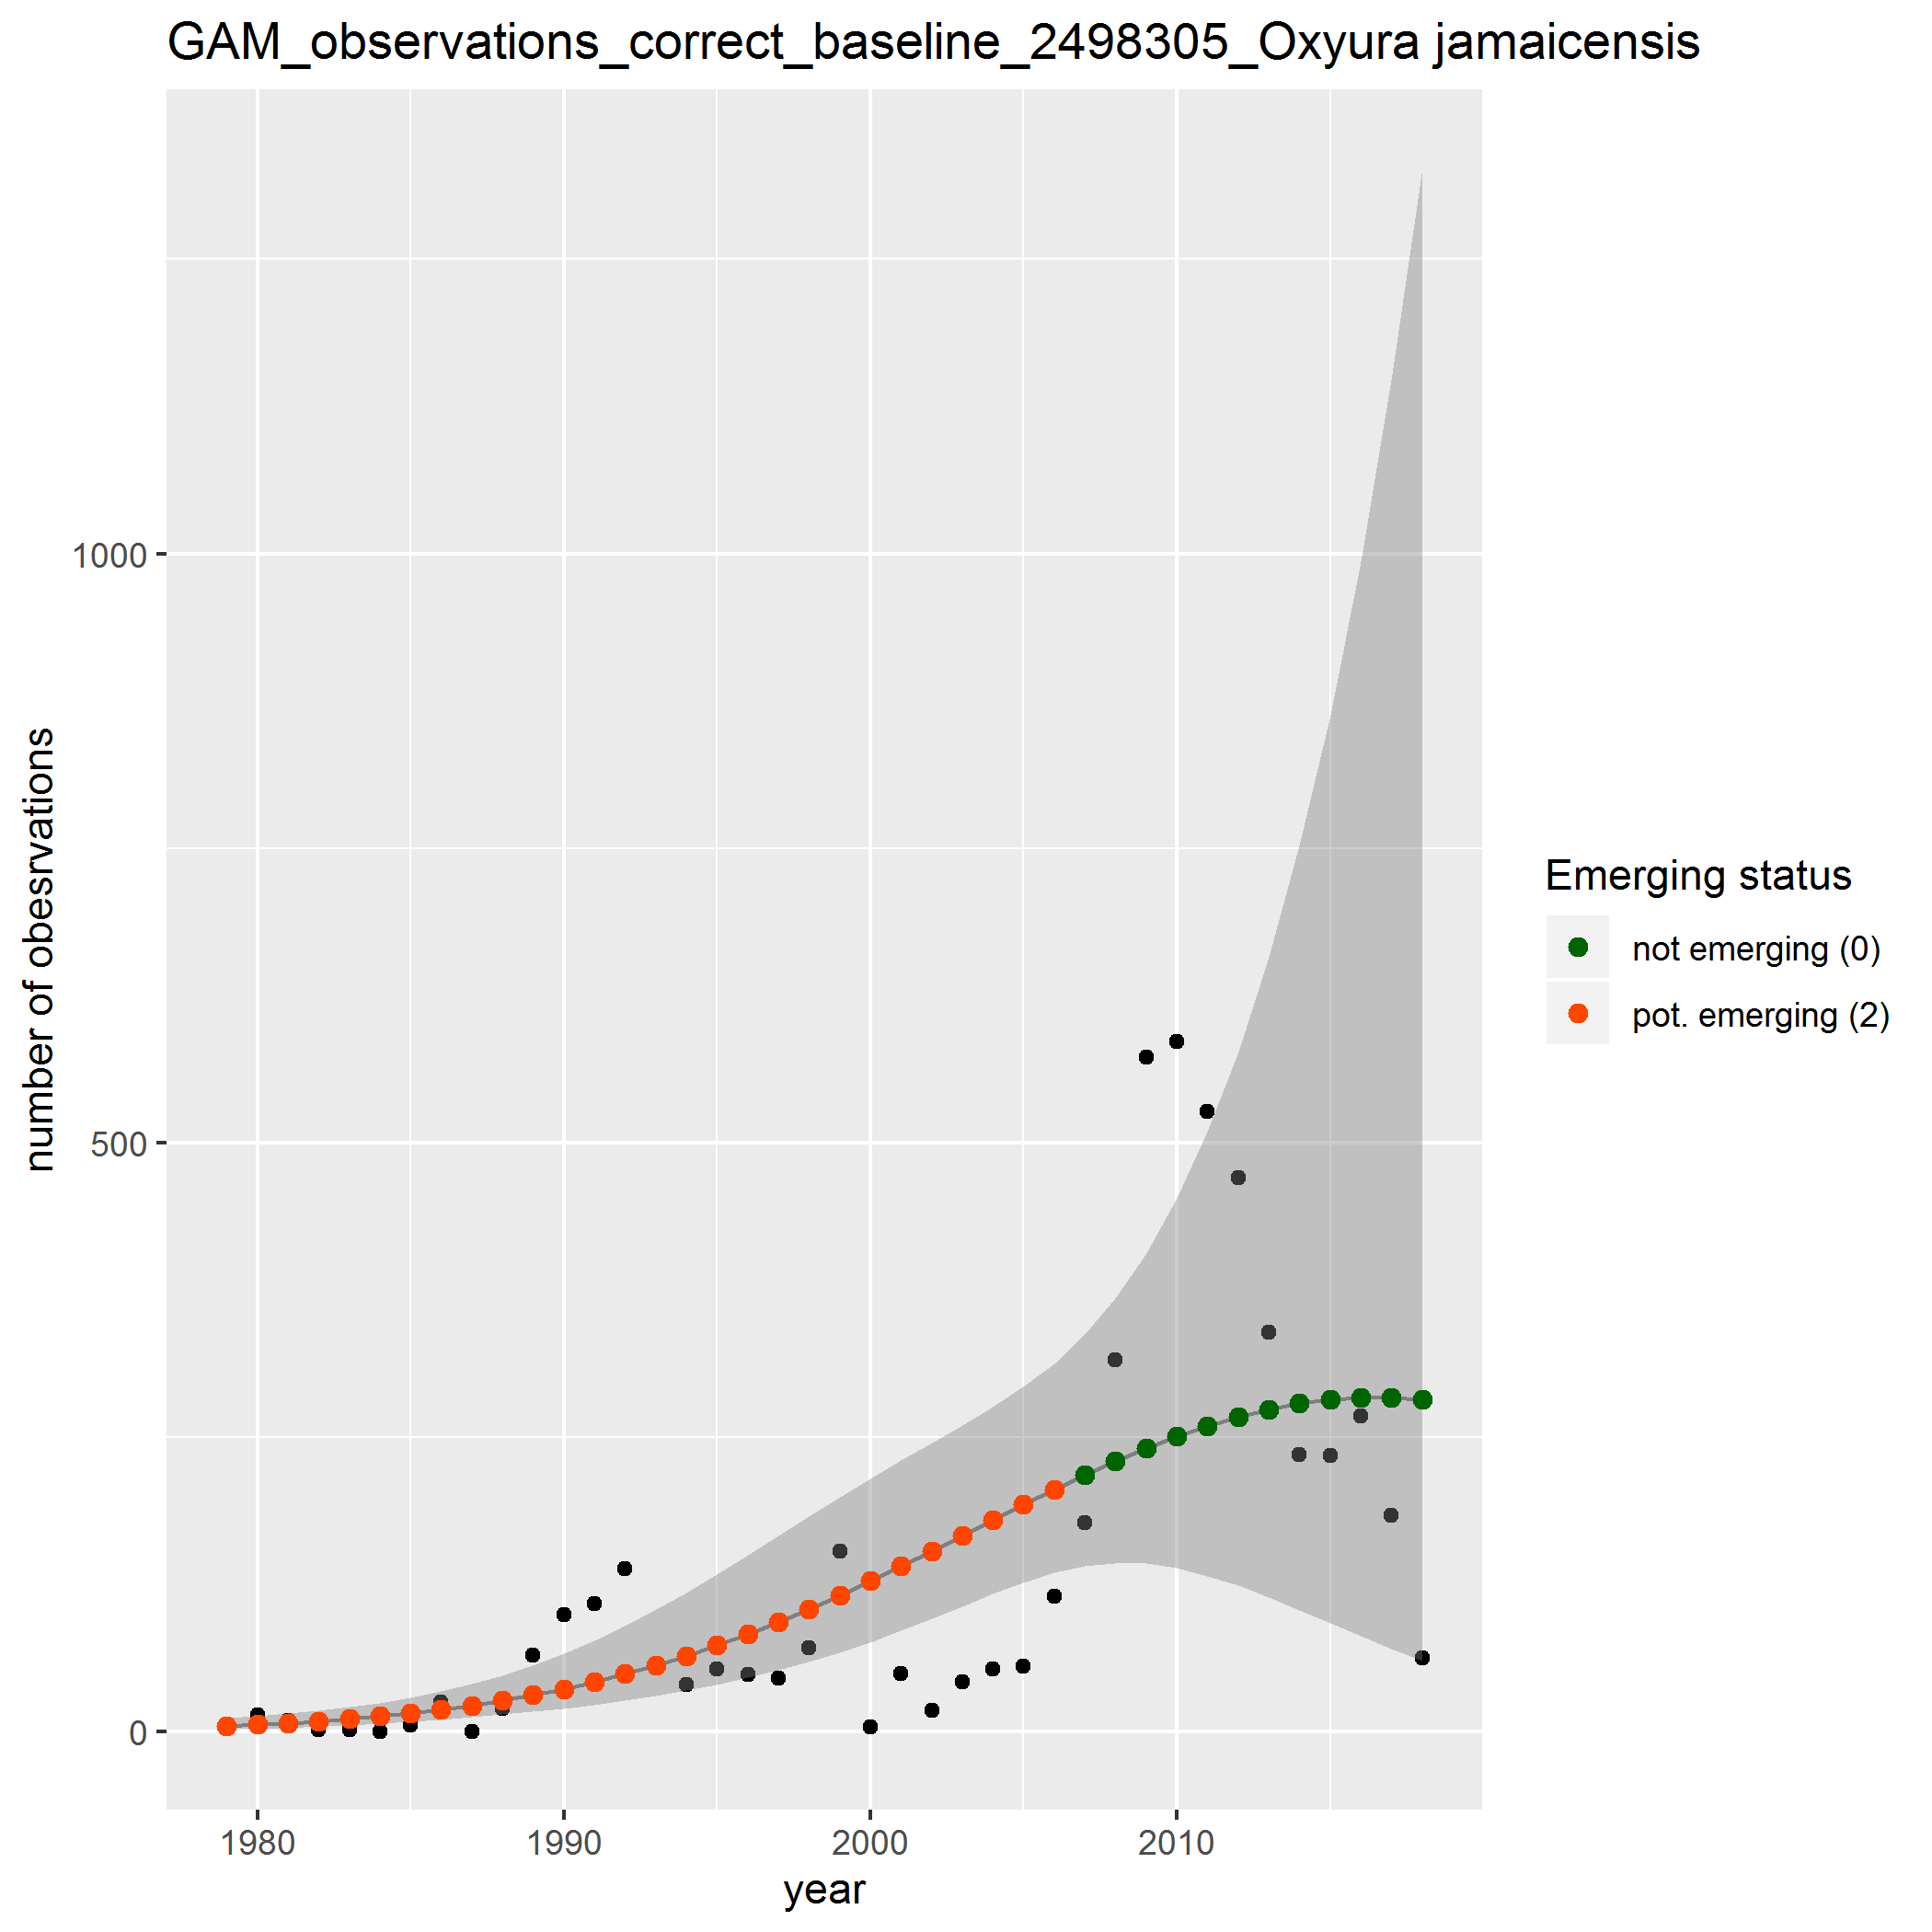 GAM_observations_correct_baseline_2498305_Oxyura jamaicensis
number of obesrvations
1000
500
0
1980
1990
2000
2010
year
Emerging status
not emerging (0)
pot. emerging (2)